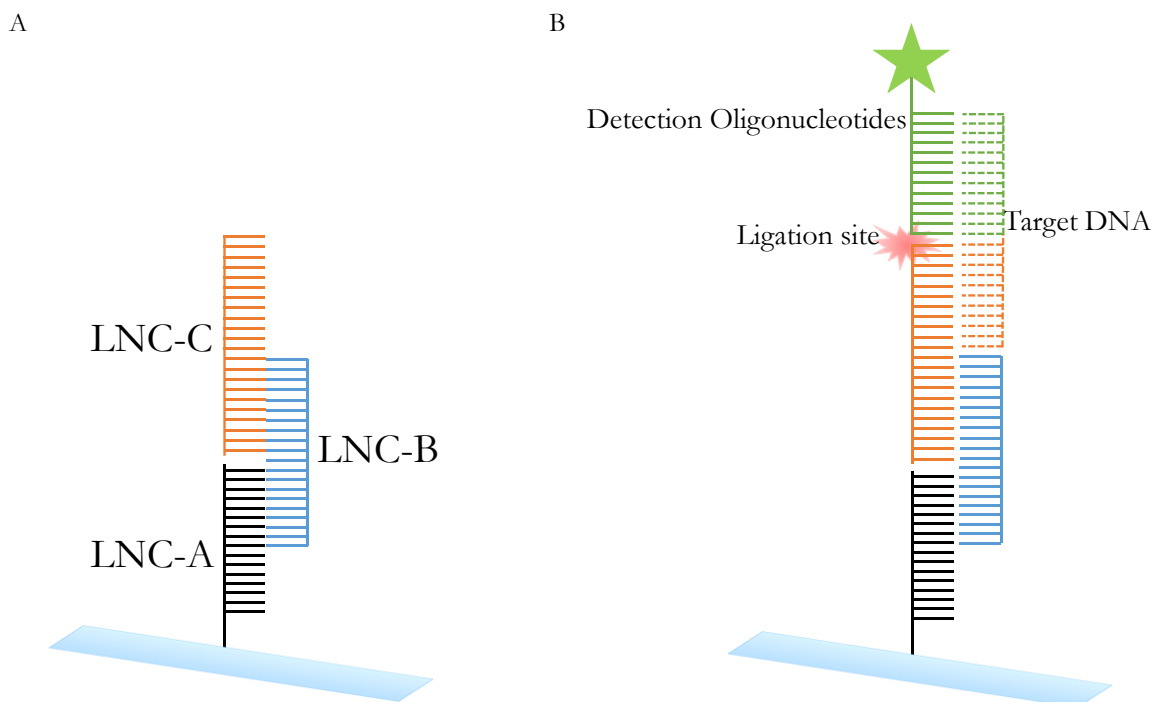 A
B
Detection Oligonucleotides
Target DNA
Ligation site
LNC-C
LNC-B
LNC-A